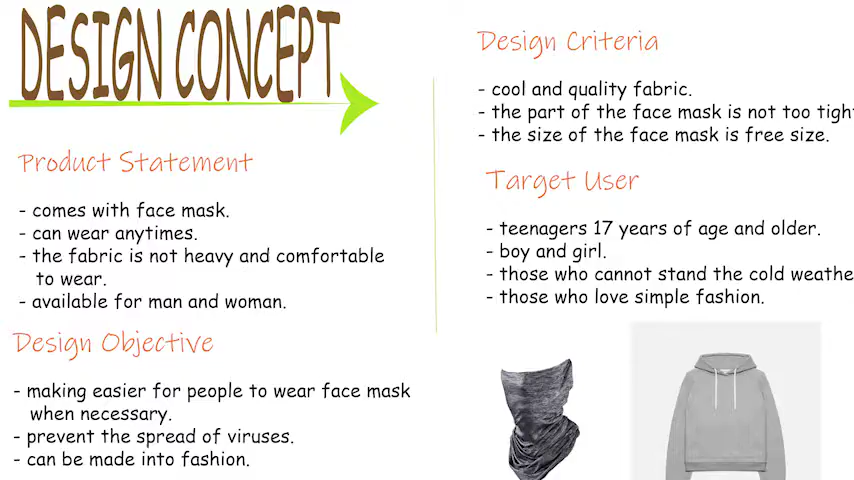 DESIGN CONCEPT
Product Statement
- comes with face mask.
- can wear anytimes.
- the fabric is not heavy and comfortable
to wear.
- available for man and woman.
Design Objective
- making easier for people to wear face mask
when necessary.
- prevent the spread of viruses.
- can be made into fashion.
Design Criteria
- cool and quality fabric.
- the part of the face mask is not too tight
- the size of the face mask is free size.
Target User
- teenagers 17 years of age and older.
- boy and girl.
- those who cannot stand the cold weathe
- those who love simple fashion.